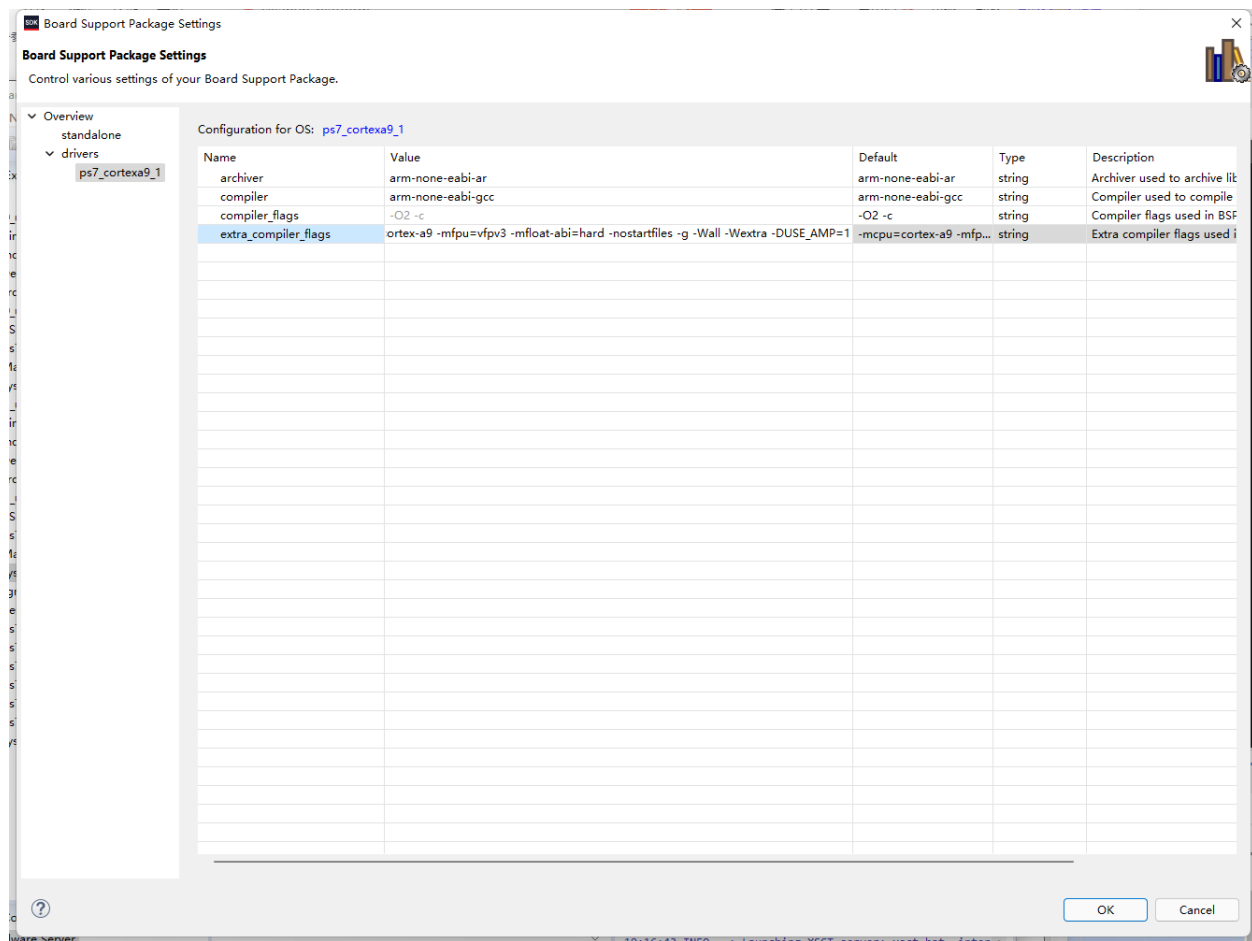 SDK Board Support Package Settings
Board Support Package Settings
Control various settings of your Board Support Package.
Overview
standalone
drivers
ps7_cortexa9_1
Configuration for OS: ps7_cortexa9_1
Name Value Default Type Description
archiver arm-none-eabi-ar arm-none-eabi-ar string Archiver used to archive lib
compiler arm-none-eabi-gcc arm-none-eabi-gcc string Compiler used to compile
compiler_flags -O2 -c -O2 -c string Compiler flags used in BSP
extra_compiler_flags ortex-a9 -mfpu=vfpv3 -mfloat-abi=hard -nostartfiles -g -Wall -Wextra -DUSE_AMP=1 -mcpu=cortex-a9 -mfp... string Extra compiler flags used i
?
OK Cancel